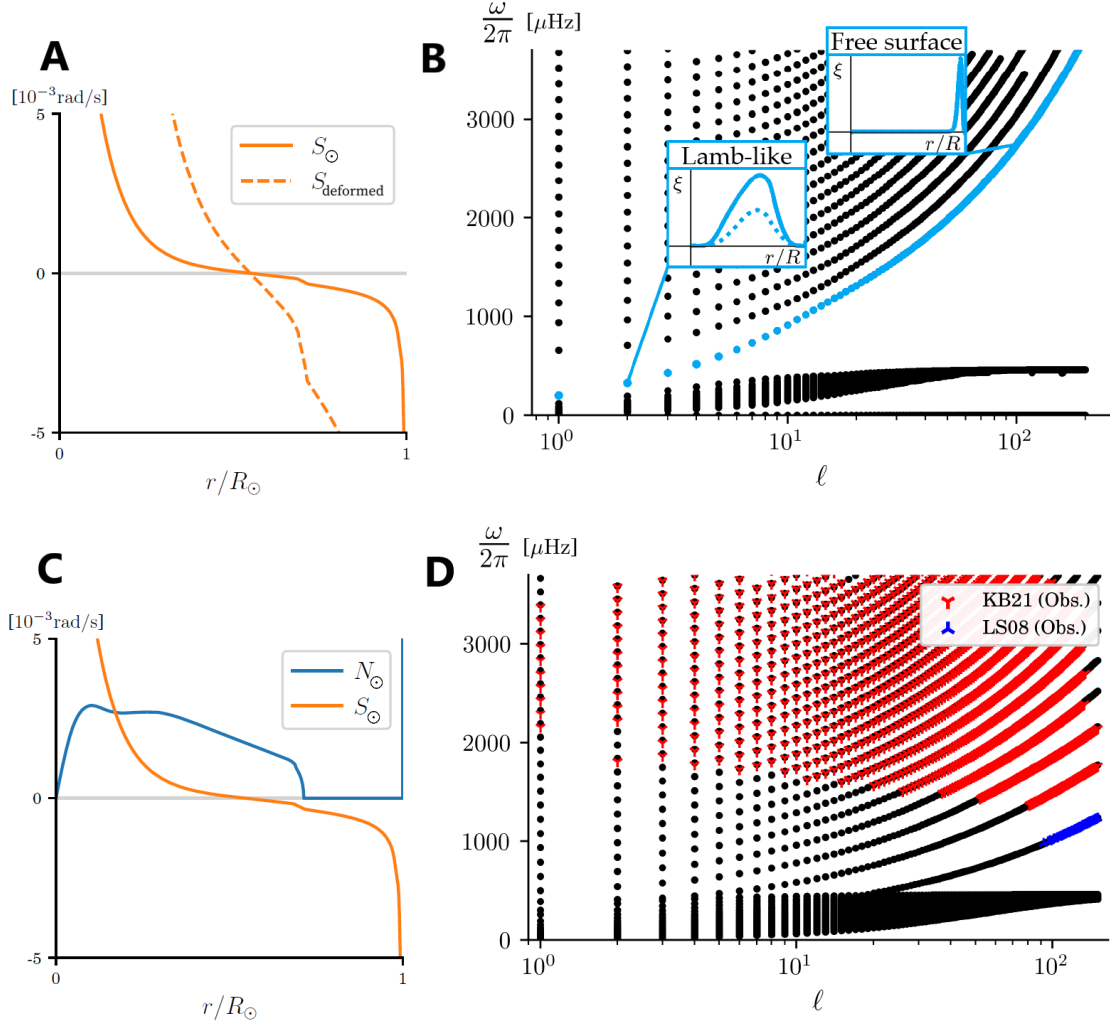 A
[10⁻³rad/s]
5
0
-5
0
1
r/R☉
S☉
S_deformed
B
ω/2π [μHz]
3000
2000
1000
0
10⁰
10¹
10²
ℓ
Free surface
ξ
r/R
Lamb-like
ξ
r/R
C
[10⁻³rad/s]
5
0
-5
0
1
r/R☉
N☉
S☉
D
ω/2π [μHz]
3000
2000
1000
0
10⁰
10¹
10²
ℓ
KB21 (Obs.)
LS08 (Obs.)